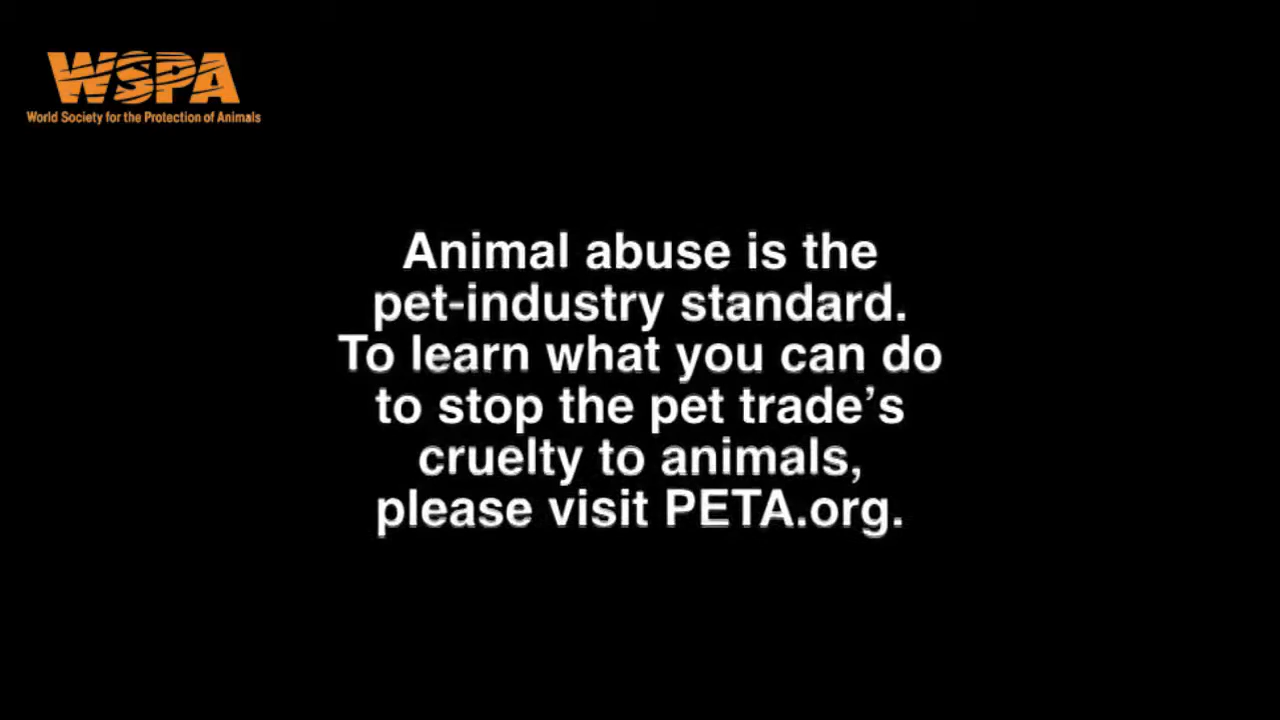 WSPA
World Society for the Protection of Animals
Animal abuse is the
pet-industry standard.
To learn what you can do
to stop the pet trade’s
cruelty to animals,
please visit PETA.org.